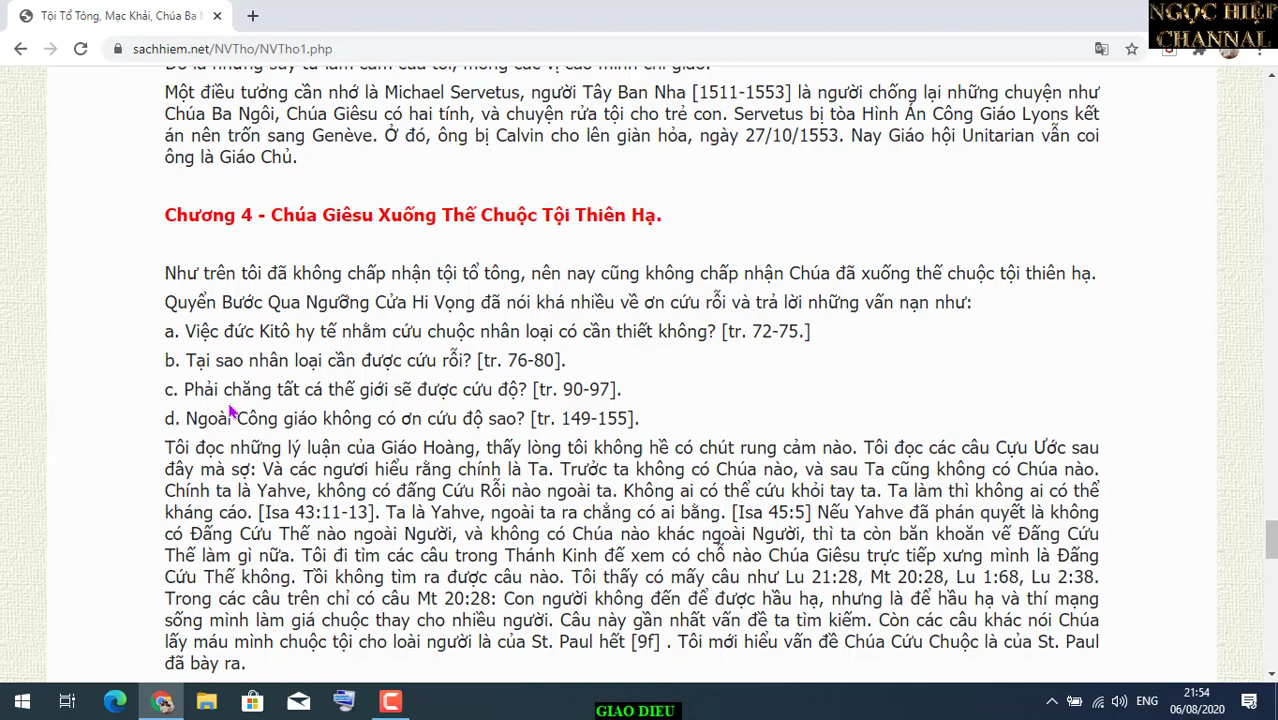 Tội Tổ Tông, Mạc Khải, Chúa Ba N
NGỌC HIỆP
CHANNAL
sachhiem.net/NVTho/NVTho1.php
Một điều tưởng cần nhớ là Michael Servetus, người Tây Ban Nha [1511-1553] là người chống lại những chuyện như
Chúa Ba Ngôi, Chúa Giêsu có hai tính, và chuyện rửa tội cho trẻ con. Servetus bị tòa Hình Án Công Giáo Lyons kết
án nên trốn sang Genève. Ở đó, ông bị Calvin cho lên giàn hỏa, ngày 27/10/1553. Nay Giáo hội Unitarian vẫn coi
ông là Giáo Chủ.
Chương 4 - Chúa Giêsu Xuống Thế Chuộc Tội Thiên Hạ.
Như trên tôi đã không chấp nhận tội tổ tông, nên nay cũng không chấp nhận Chúa đã xuống thế chuộc tội thiên hạ.
Quyển Bước Qua Ngưỡng Cửa Hi Vọng đã nói khá nhiều về ơn cứu rỗi và trả lời những vấn nạn như:
a. Việc đức Kitô hy tế nhằm cứu chuộc nhân loại có cần thiết không? [tr. 72-75.]
b. Tại sao nhân loại cần được cứu rỗi? [tr. 76-80].
c. Phải chăng tất cá thế giới sẽ được cứu độ? [tr. 90-97].
d. Ngoài Công giáo không có ơn cứu độ sao? [tr. 149-155].
Tôi đọc những lý luận của Giáo Hoàng, thấy lòng tôi không hề có chút rung cảm nào. Tôi đọc các câu Cựu Ước sau
đây mà sợ: Và các ngươi hiểu rằng chính là Ta. Trước ta không có Chúa nào, và sau Ta cũng không có Chúa nào.
Chính ta là Yahve, không có đấng Cứu Rỗi nào ngoài ta. Không ai có thể cứu khỏi tay ta. Ta làm thì không ai có thể
kháng cáo. [Isa 43:11-13]. Ta là Yahve, ngoài ta ra chẳng có ai bằng. [Isa 45:5] Nếu Yahve đã phán quyết là không
có Đấng Cứu Thế nào ngoài Người, và không có Chúa nào khác ngoài Người, thì ta còn băn khoăn về Đấng Cứu
Thế làm gì nữa. Tôi đi tìm các câu trong Thánh Kinh để xem có chỗ nào Chúa Giêsu trực tiếp xưng mình là Đấng
Cứu Thế không. Tôi không tìm ra được câu nào. Tôi thấy có mấy câu như Lu 21:28, Mt 20:28, Lu 1:68, Lu 2:38.
Trong các câu trên chỉ có câu Mt 20:28: Con người không đến để được hầu hạ, nhưng là để hầu hạ và thí mạng
sống mình làm giá chuộc thay cho nhiều người. Câu này gần nhất vấn đề ta tìm kiếm. Còn các câu khác nói Chúa
lấy máu mình chuộc tội cho loài người là của St. Paul hết [9f] . Tôi mới hiểu vấn đề Chúa Cứu Chuộc là của St. Paul
đã bày ra.
ENG
21:54
06/08/2020
GIAO DIEU